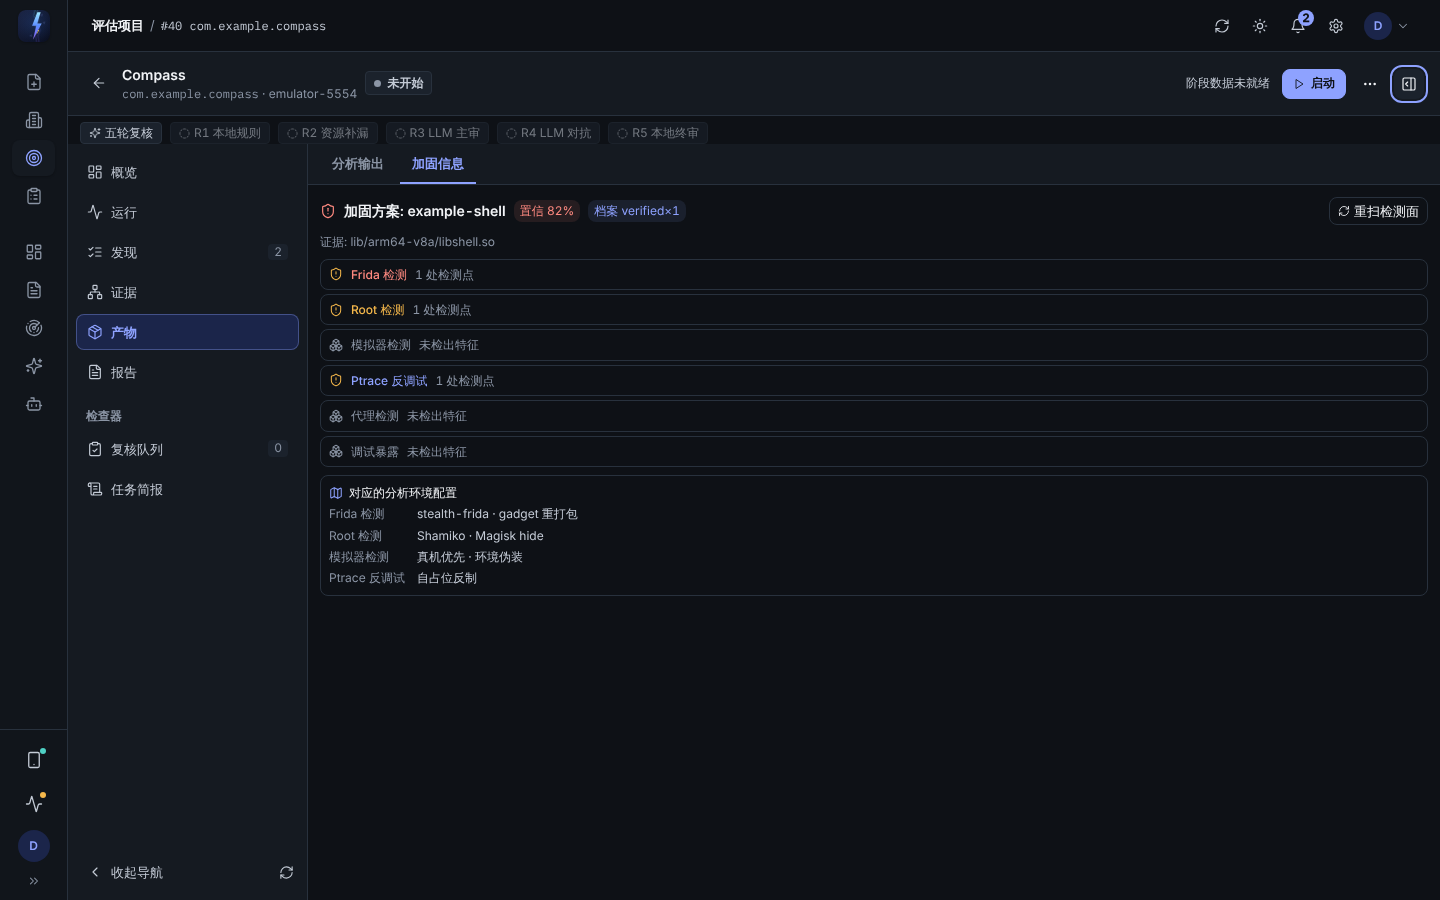 评估项目 / #40 com.example.compass
2
D
Compass
com.example.compass · emulator-5554
未开始
阶段数据未就绪
启动
五轮复核
R1 本地规则
R2 资源补漏
R3 LLM 主审
R4 LLM 对抗
R5 本地终审
概览
运行
发现 2
证据
产物
报告
检查器
复核队列 0
任务简报
收起导航
D
分析输出
加固信息
加固方案: example-shell 置信 82% 档案 verified×1
重扫检测面
证据: lib/arm64-v8a/libshell.so
Frida 检测 1 处检测点
Root 检测 1 处检测点
模拟器检测 未检出特征
Ptrace 反调试 1 处检测点
代理检测 未检出特征
调试暴露 未检出特征
对应的分析环境配置
Frida 检测 stealth-frida · gadget 重打包
Root 检测 Shamiko · Magisk hide
模拟器检测 真机优先 · 环境伪装
Ptrace 反调试 自占位反制